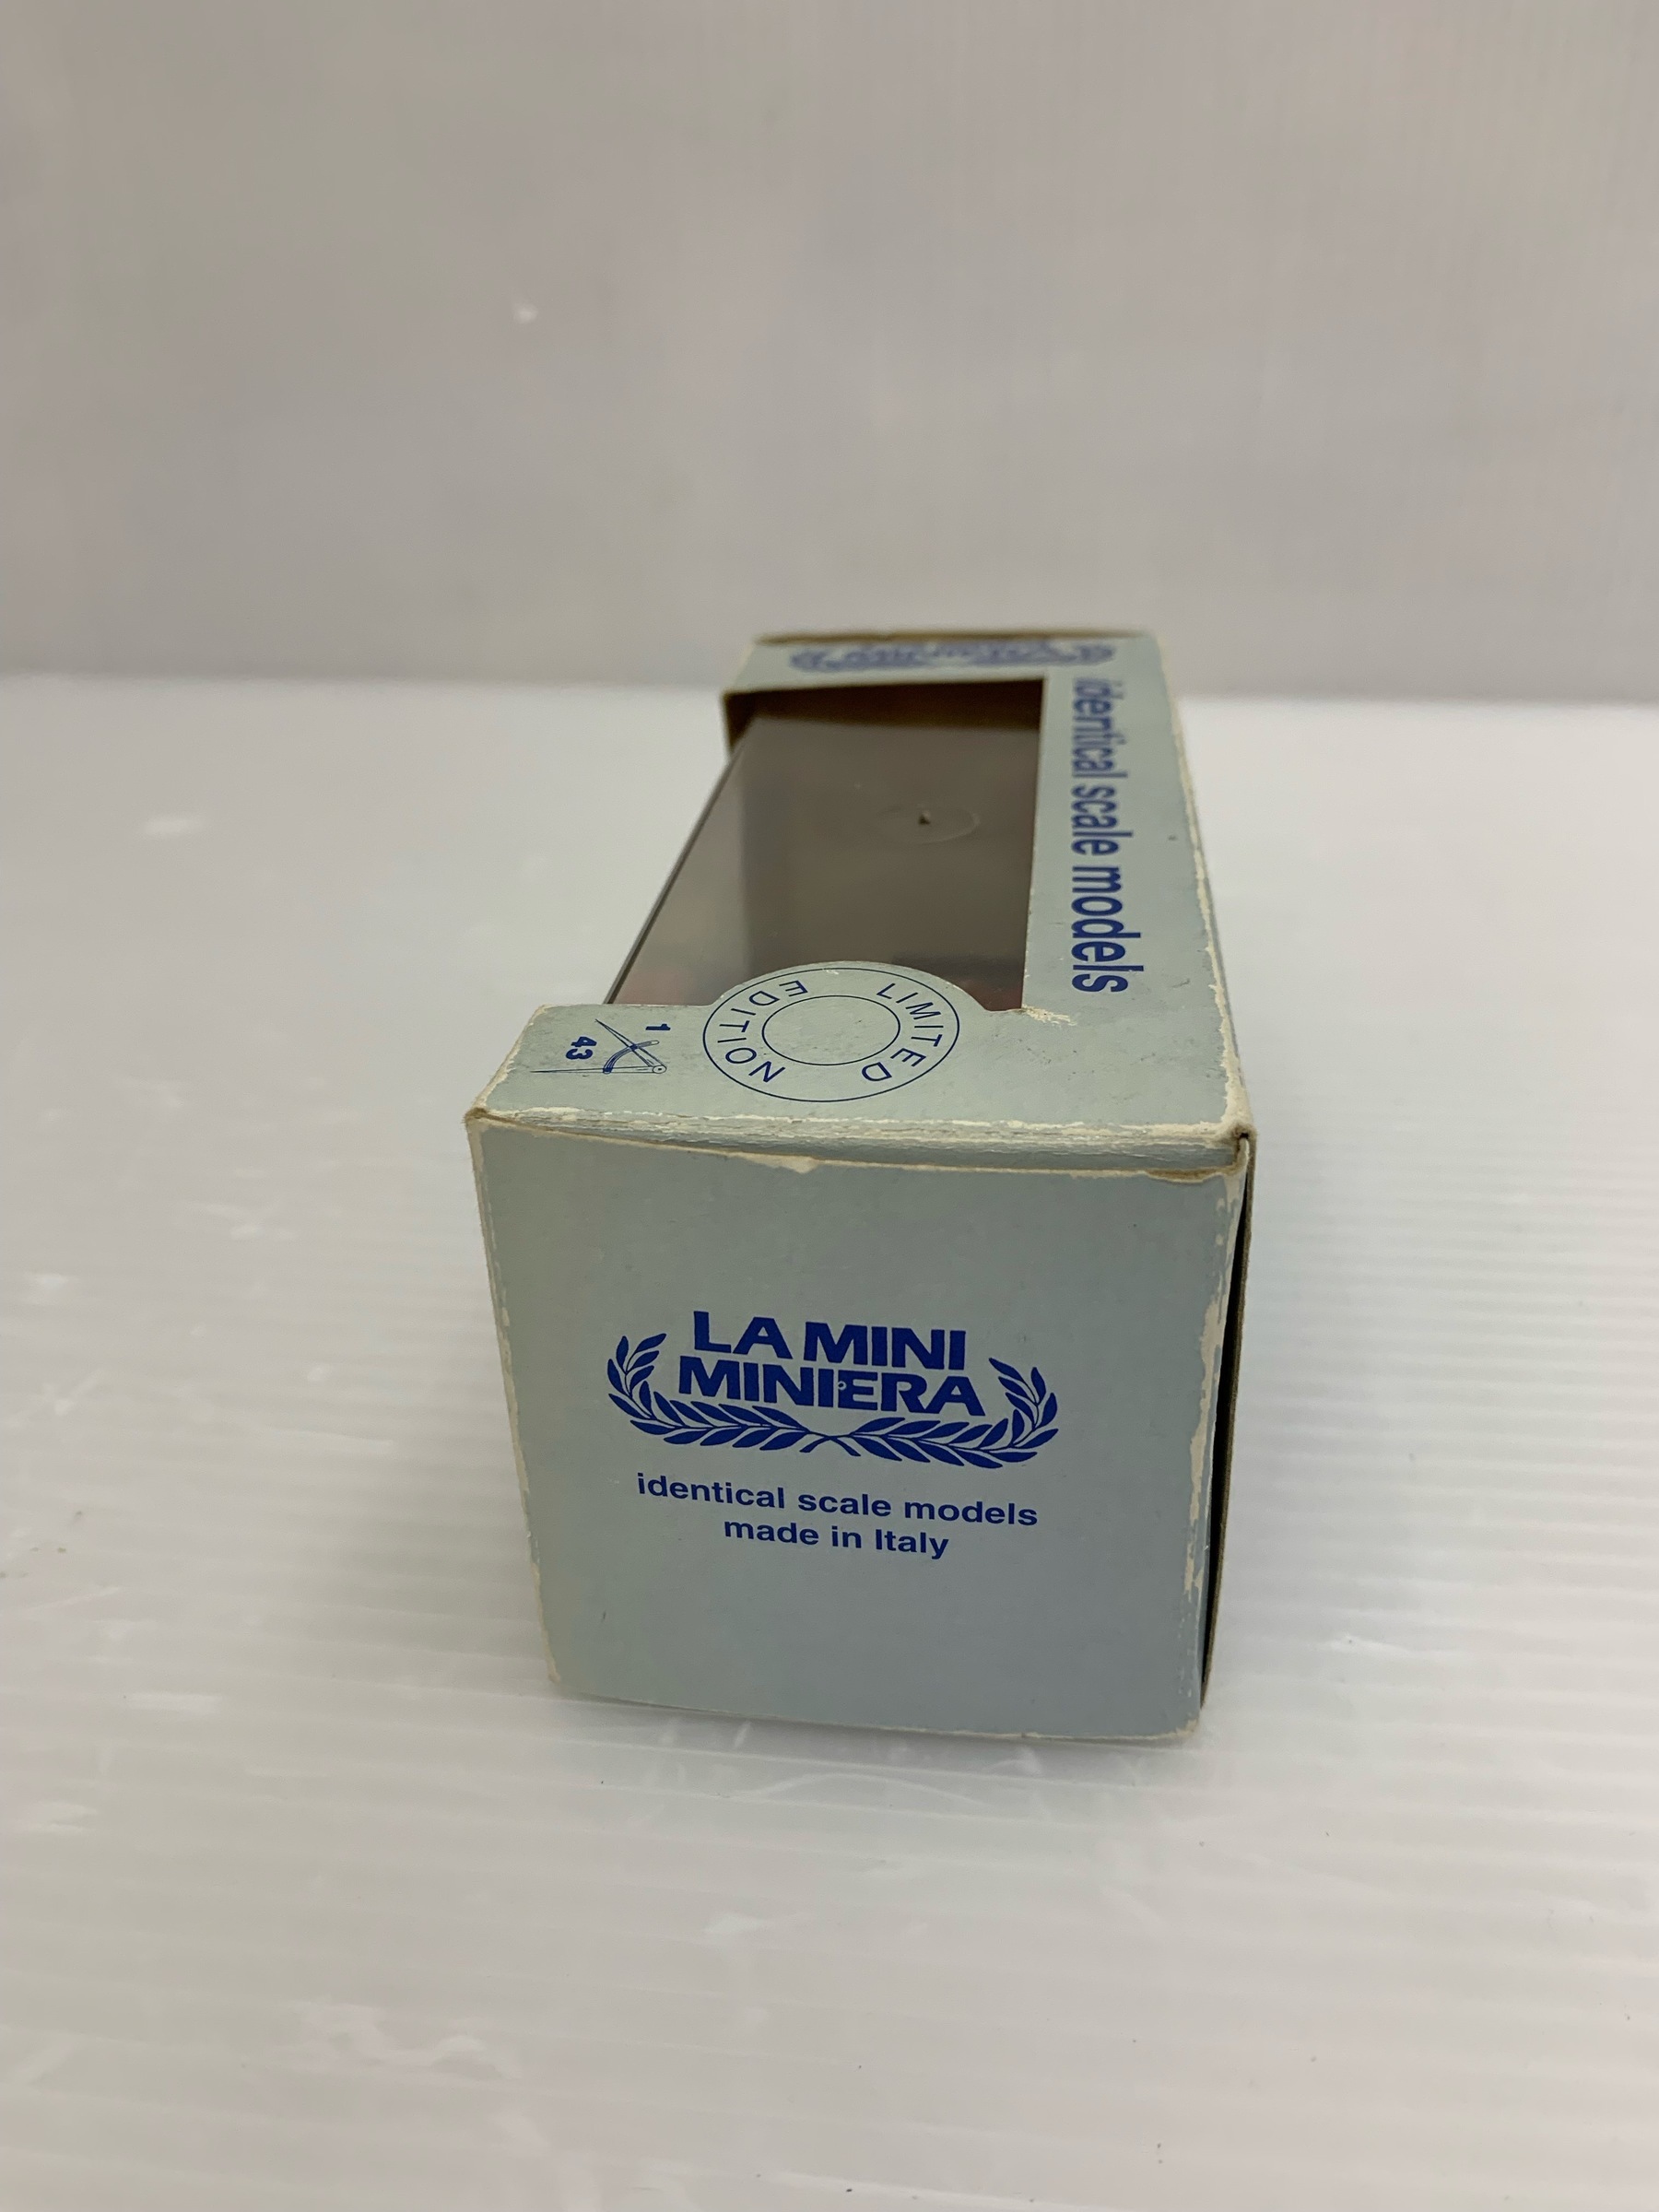 identical scale models
LIMITED EDITION
1
43
LA MINI
MINIERA
identical scale models
made in Italy